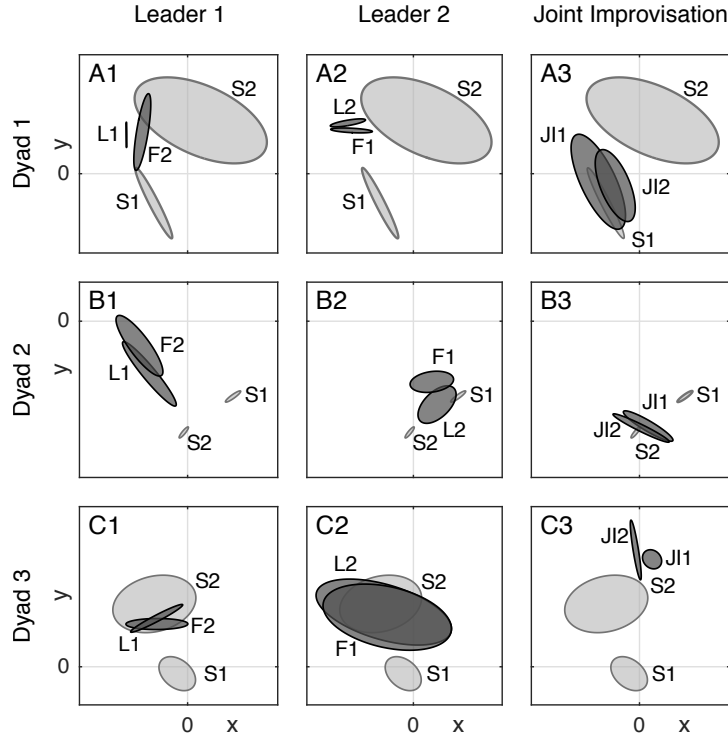 Leader 1 Leader 2 Joint Improvisation
Dyad 1
y
0
A1
S2
L1
F2
S1
A2
S2
L2
F1
S1
A3
S2
JI1
JI2
S1
Dyad 2
y
0
B1
F2
L1
S1
S2
B2
F1
S1
L2
S2
B3
S1
JI1
JI2
S2
Dyad 3
y
0
C1
S2
F2
L1
S1
C2
L2
S2
F1
S1
C3
JI2
JI1
S2
S1
0 x 0 x 0 x